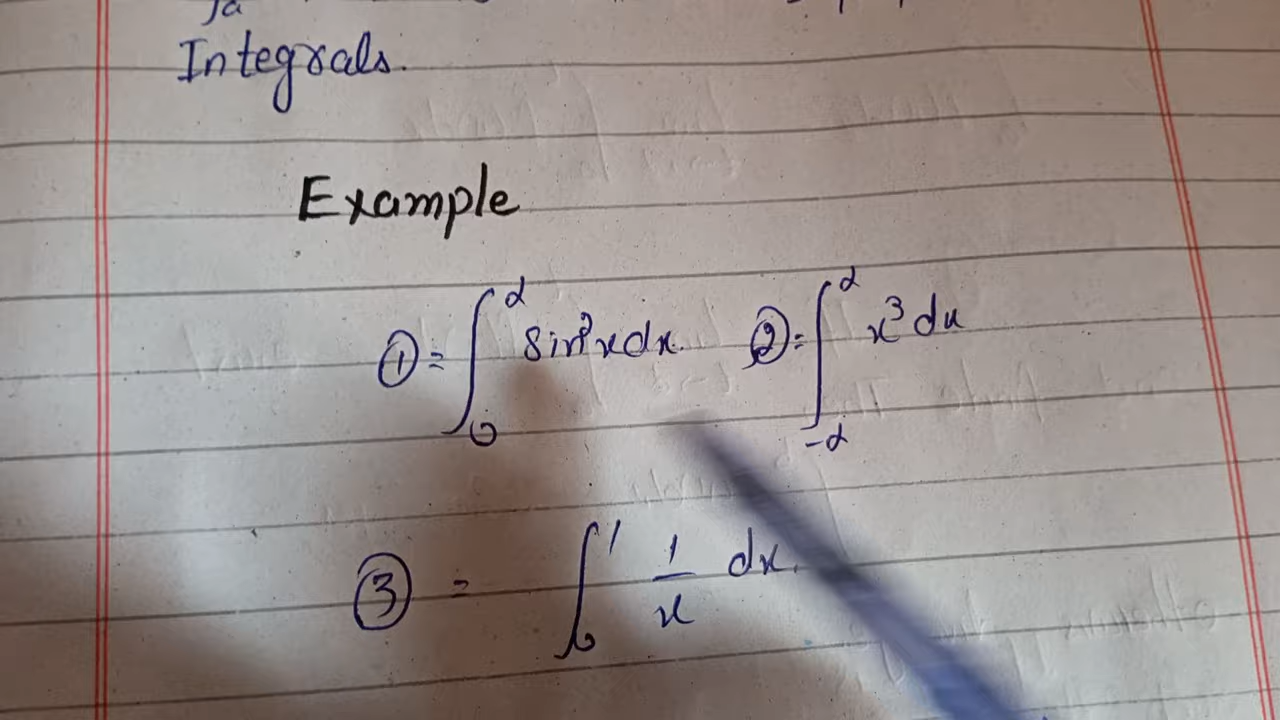 Integrals.
Example
① = ∫₀^α sin²x dx. ② = ∫₋α^α x³ dx
③ = ∫₀¹ 1/x dx.